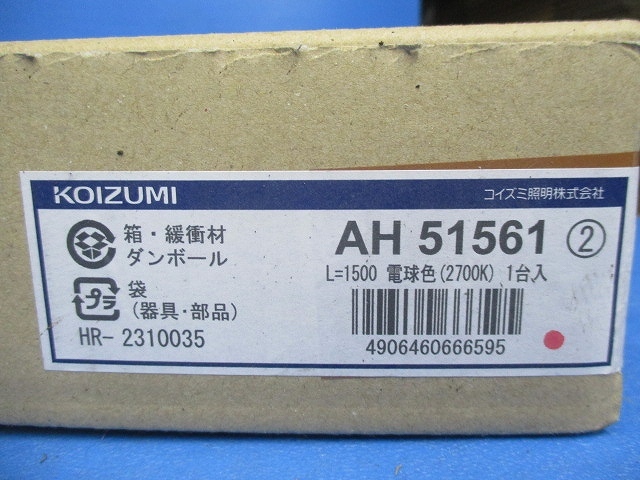 KOIZUMI
コイズミ照明株式会社
箱・緩衝材
ダンボール
プラ
袋
(器具・部品)
HR- 2310035
AH 51561 ②
L=1500 電球色(2700K) 1台入
4906460666595